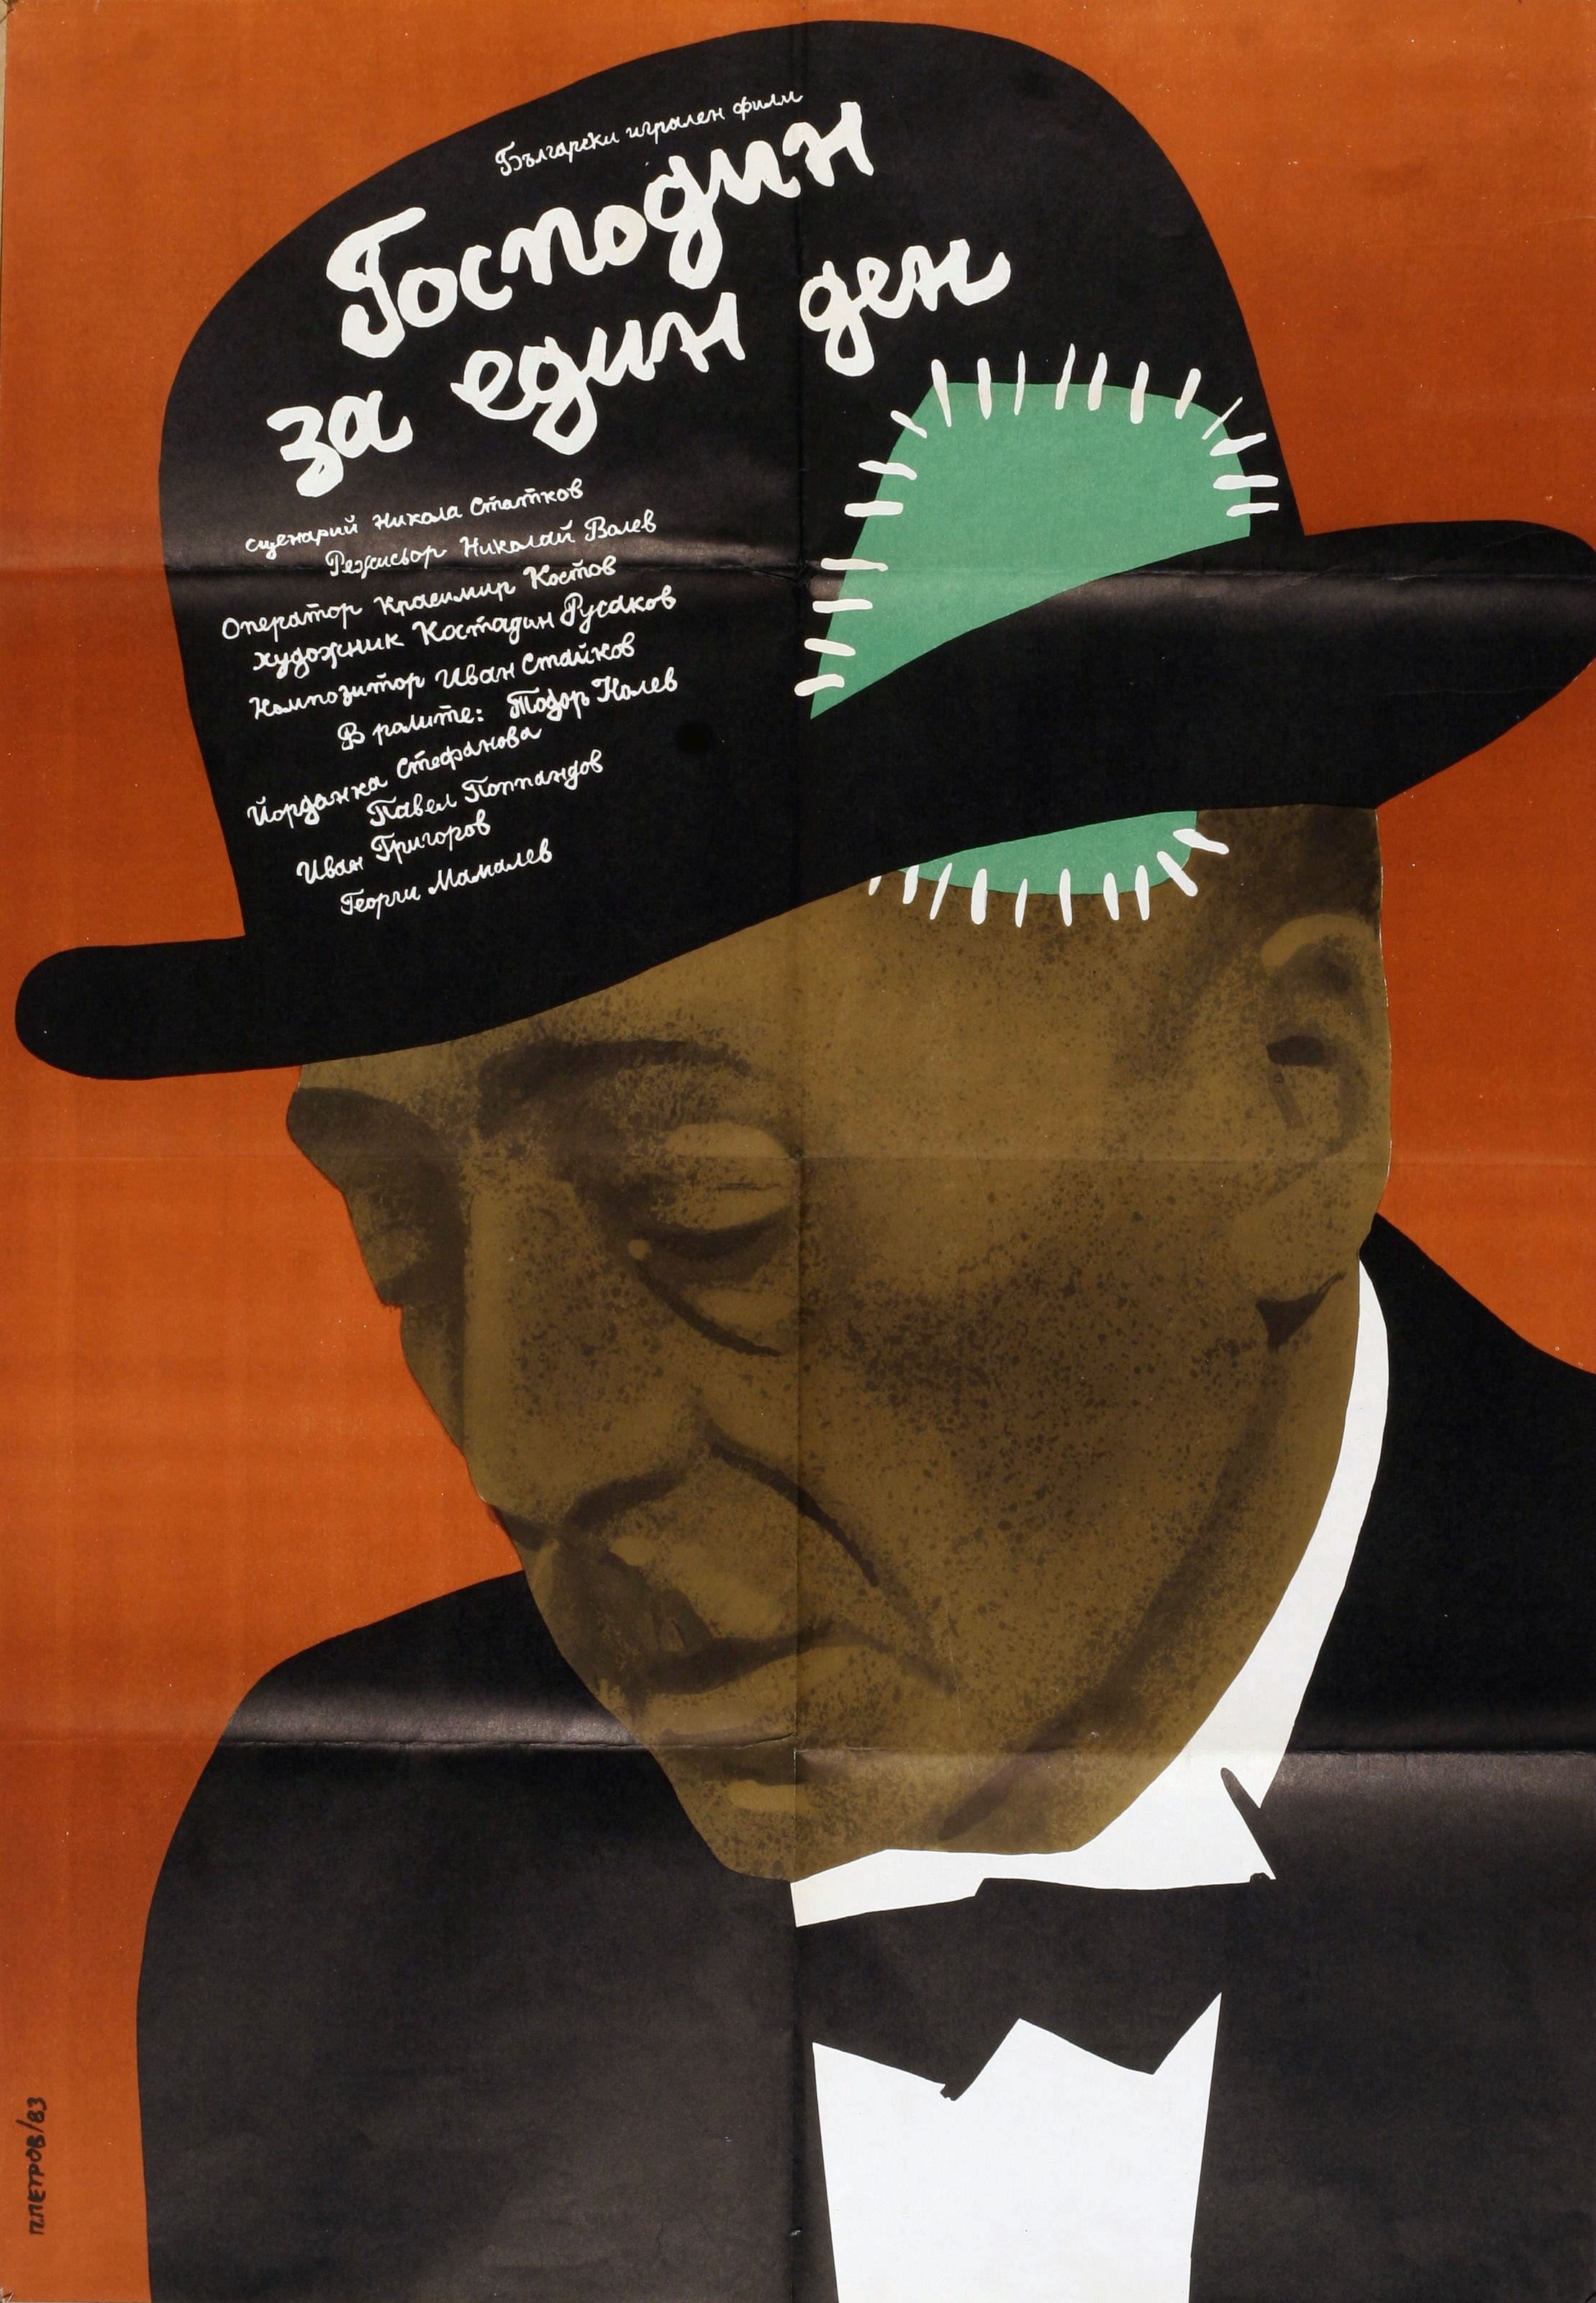 Български игрален филм
Господин
за един ден
сценарий Никола Статков
Режисьор Николай Волев
Оператор Красимир Костов
художник Костадин Русаков
Композитор Иван Стайков
В ролите: Тодор Колев
Йорданка Стефанова
Павел Поппандов
Иван Григоров
Георги Мамалев
П.ПЕТРОВ/83